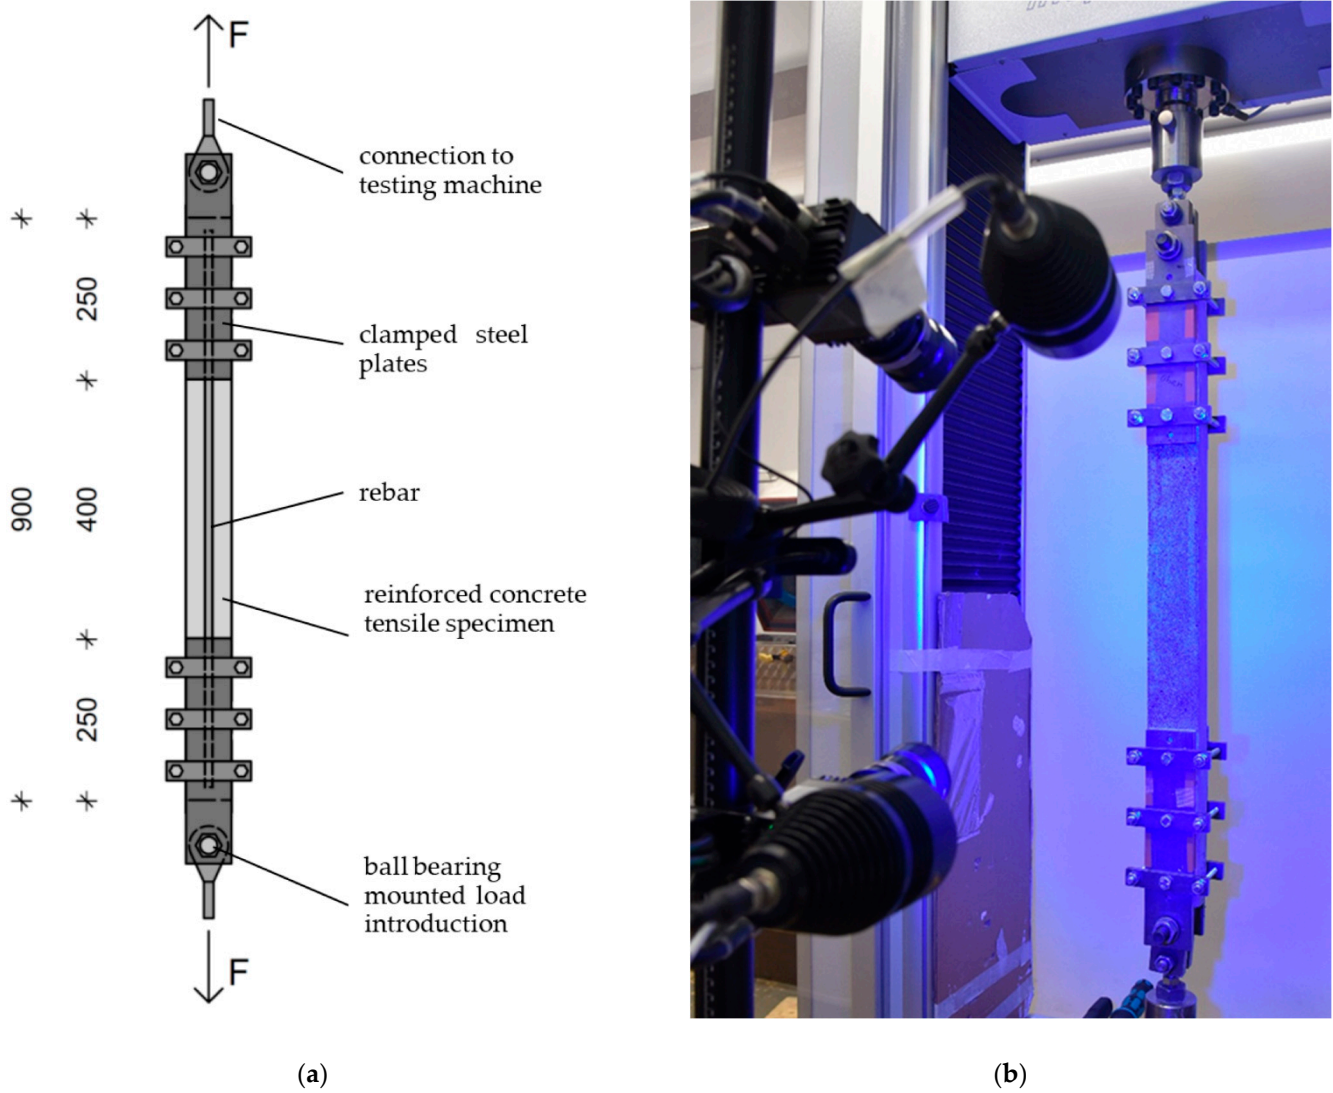 F
connection to
testing machine
250
clamped steel
plates
900
400
rebar
reinforced concrete
tensile specimen
250
ball bearing
mounted load
introduction
F
(a)
(b)